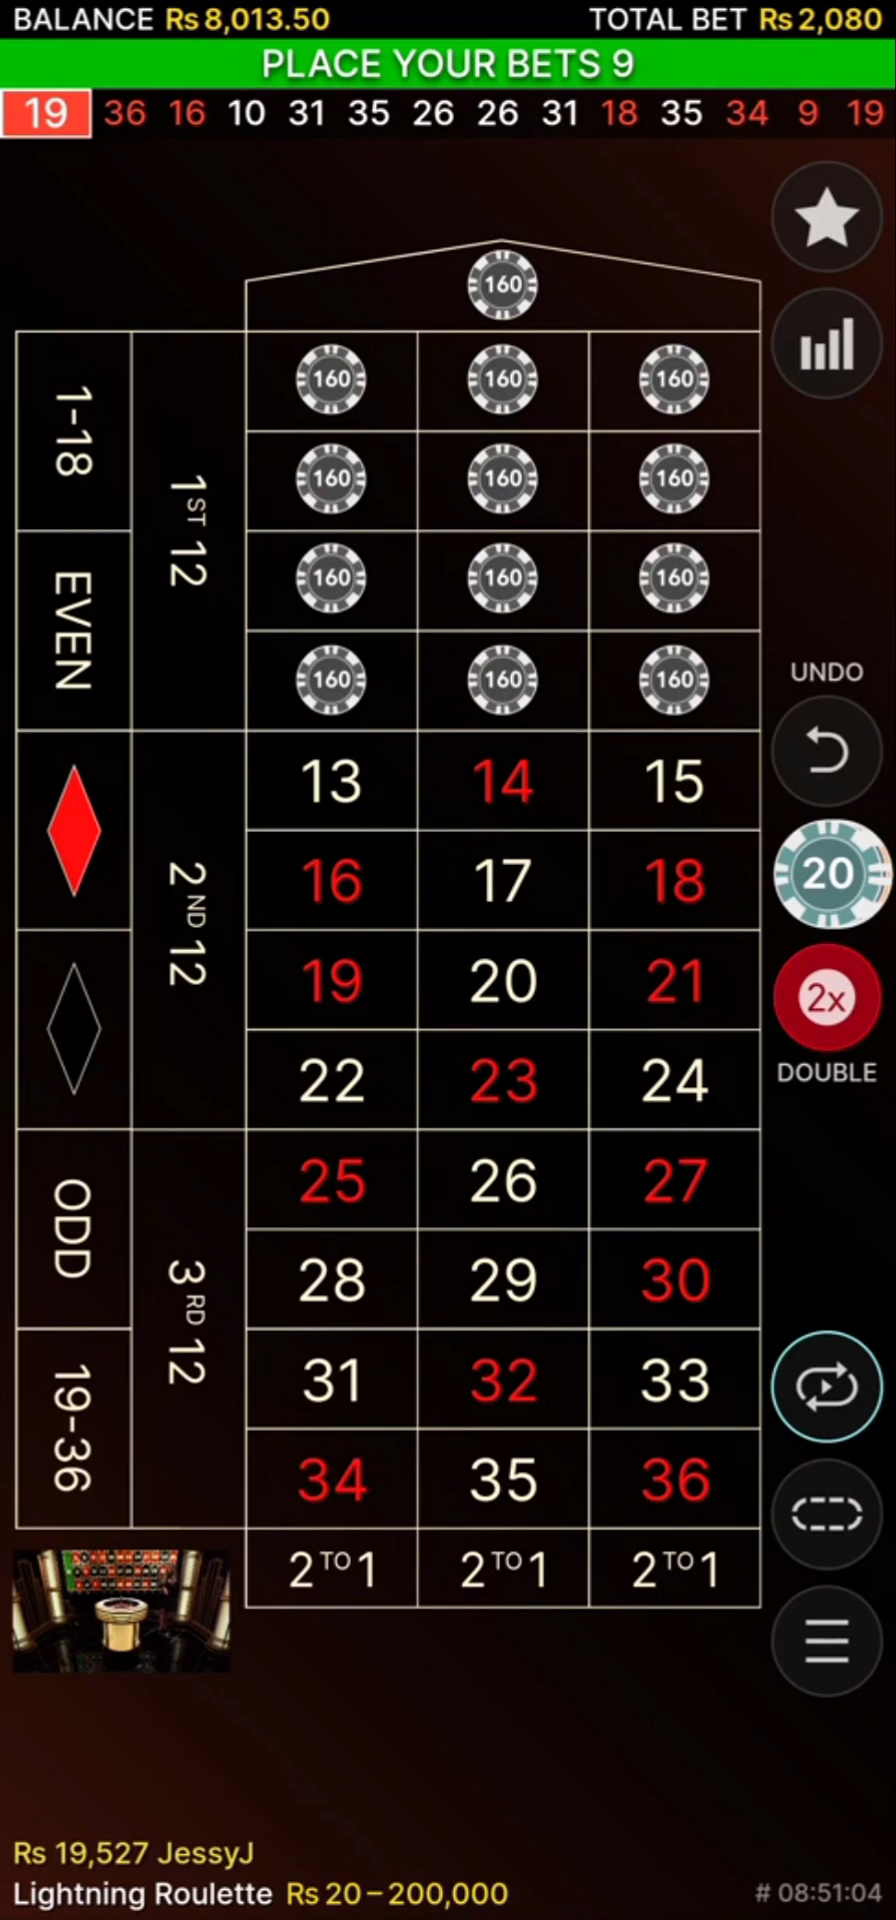 BALANCE Rs 8,013.50 TOTAL BET Rs 2,080
PLACE YOUR BETS 9
19 36 16 10 31 35 26 26 31 18 35 34 9 19
160
160 160 160
160 160 160
160 160 160
160 160 160
1-18
EVEN
ODD
19-36
1ST 12
2ND 12
3RD 12
13 14 15
16 17 18
19 20 21
22 23 24
25 26 27
28 29 30
31 32 33
34 35 36
2 TO 1 2 TO 1 2 TO 1
UNDO
20
2x
DOUBLE
Rs 19,527 JessyJ
Lightning Roulette Rs 20 – 200,000 # 08:51:04